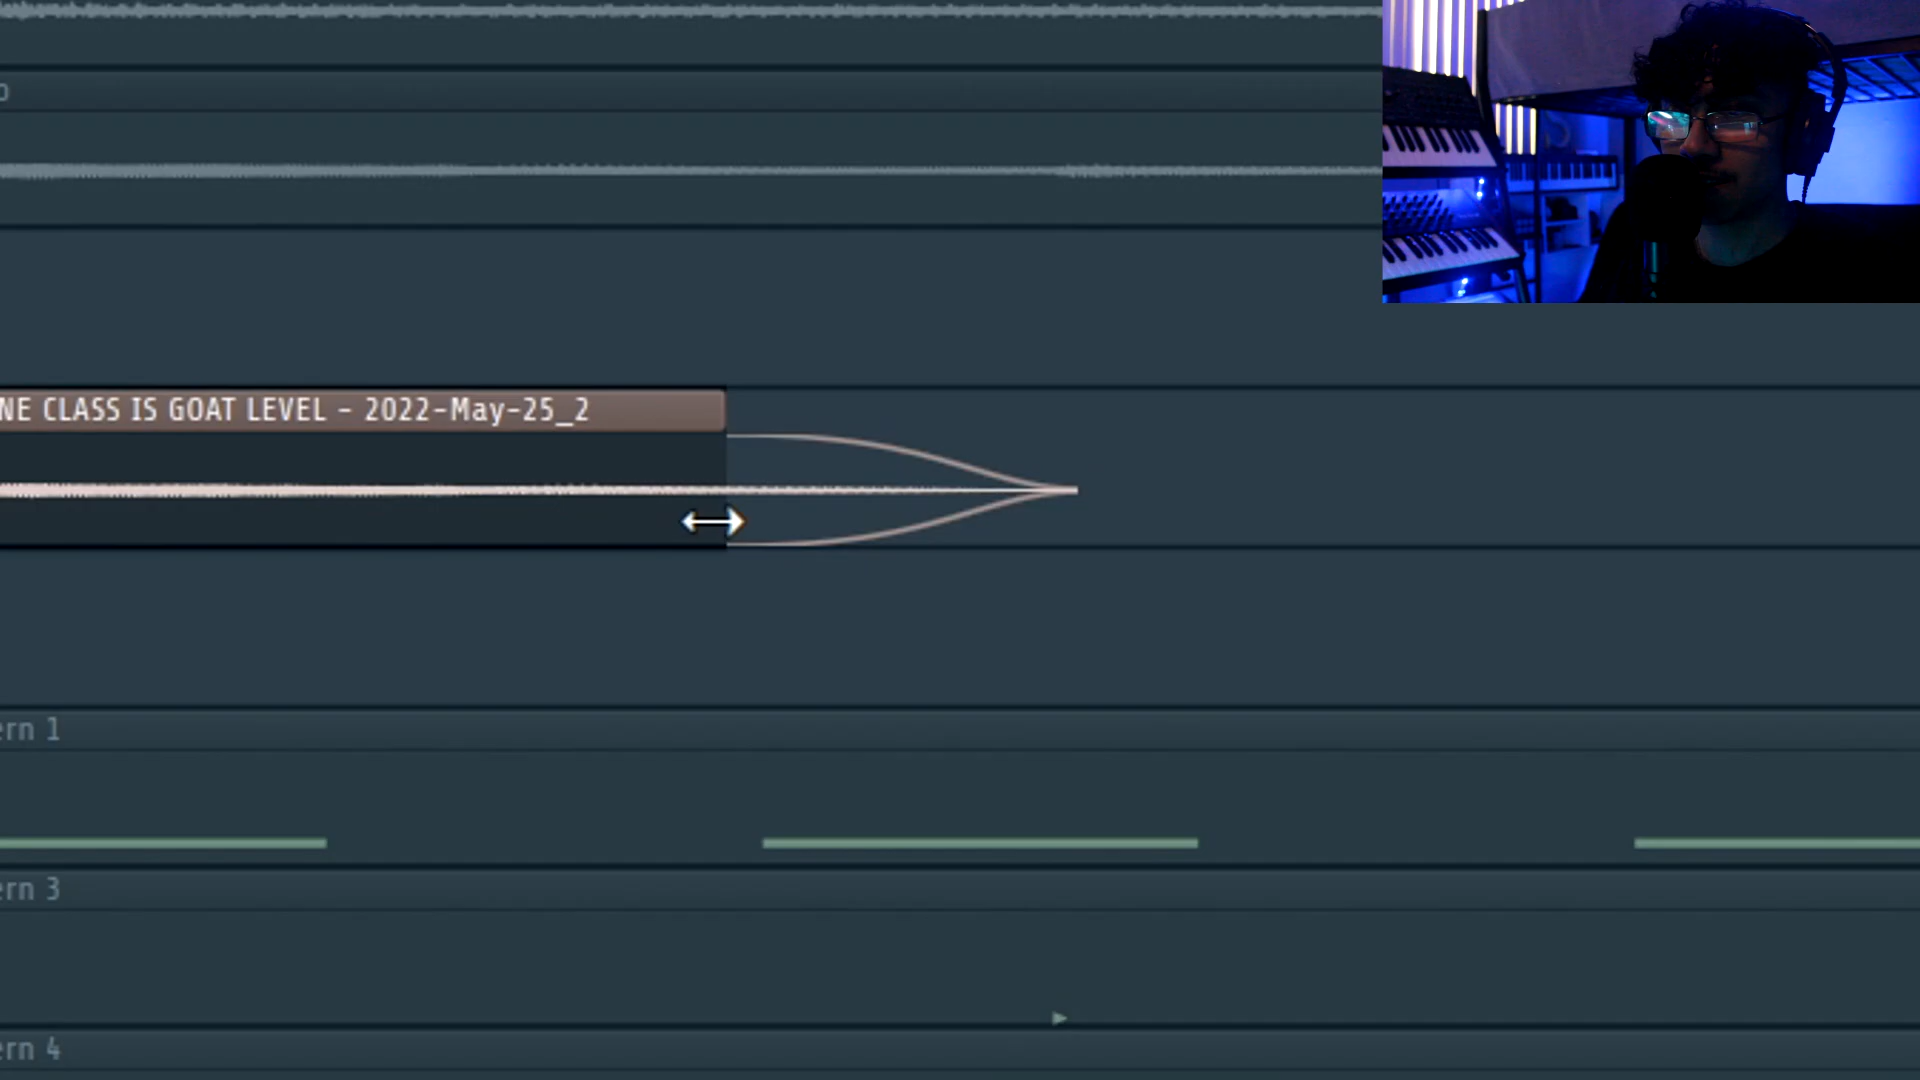 NE CLASS IS GOAT LEVEL - 2022-May-25_2
ern 1
ern 3
ern 4